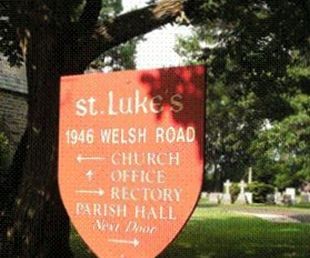 st. Luke's
1946 WELSH ROAD
← CHURCH
↑ OFFICE
→ RECTORY
PARISH HALL
Next Door
→